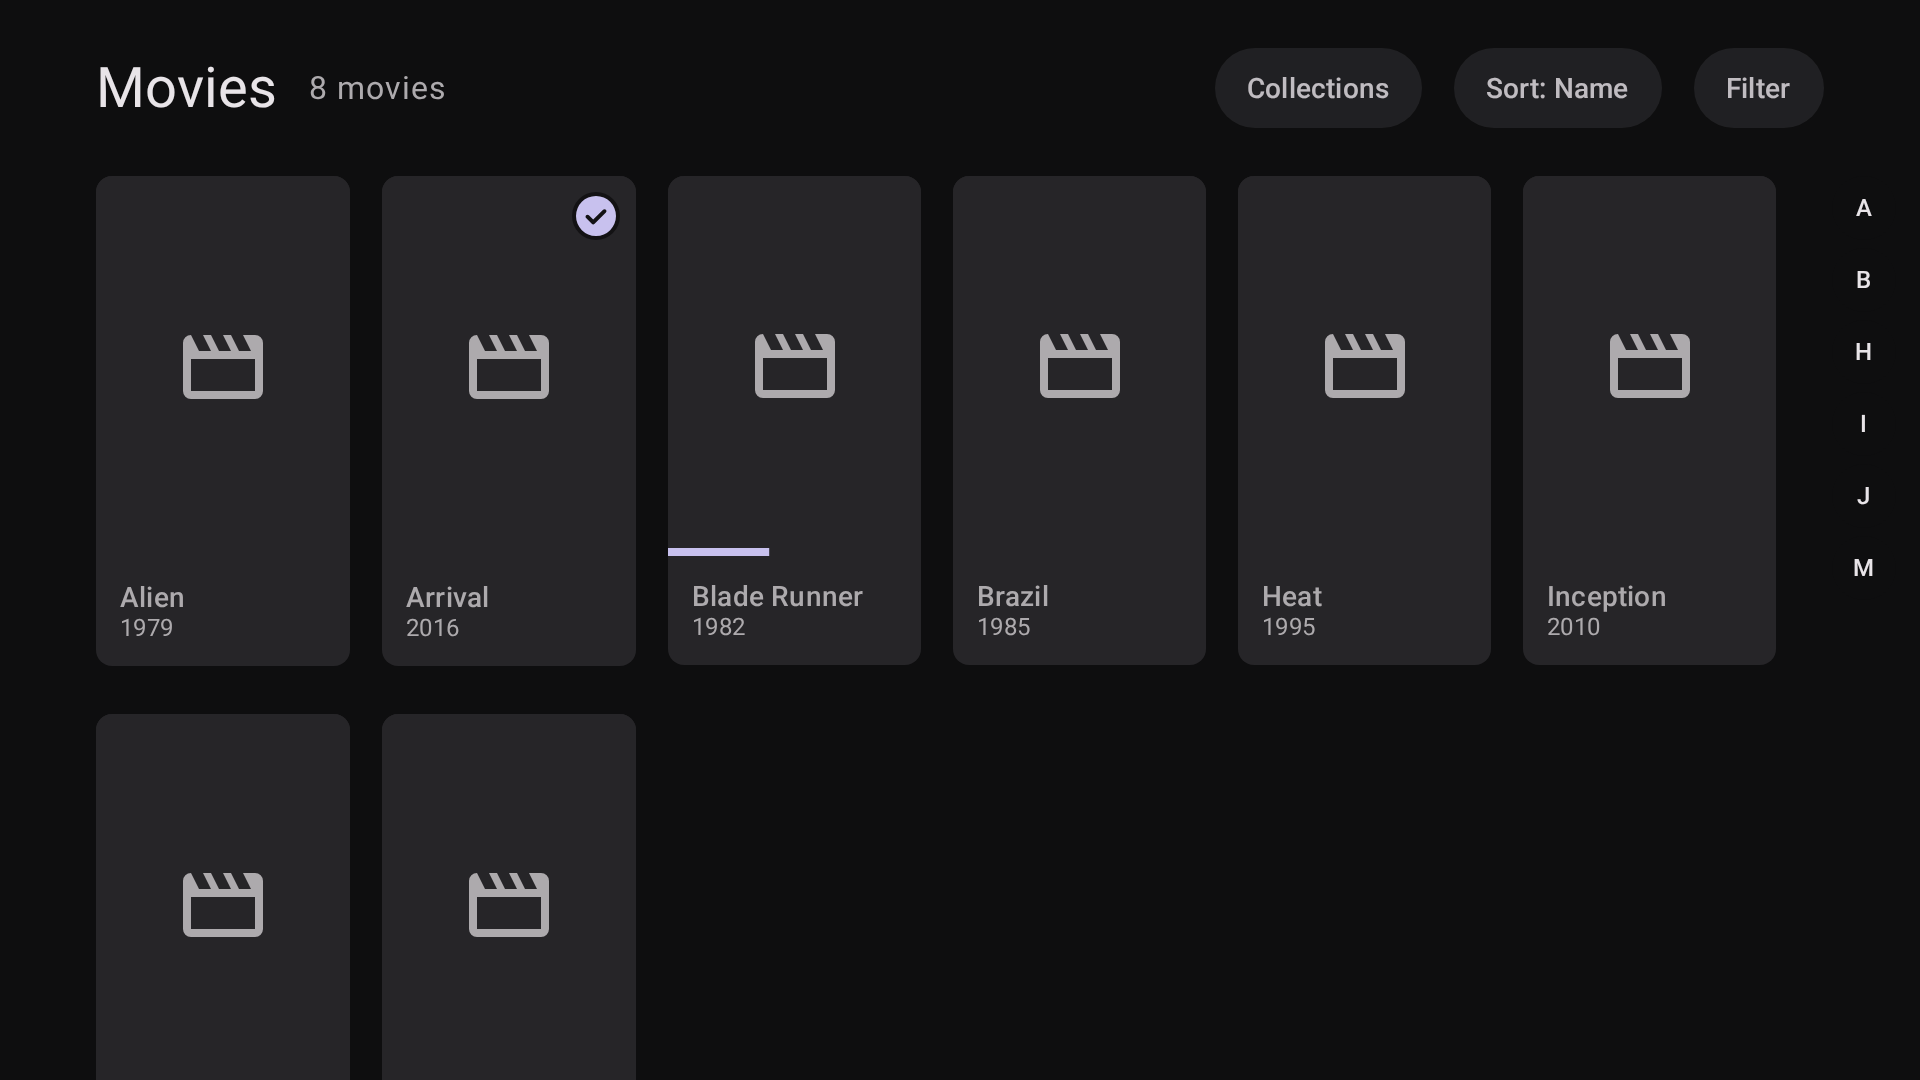 Movies 8 movies
Collections
Sort: Name
Filter
Alien
1979
Arrival
2016
Blade Runner
1982
Brazil
1985
Heat
1995
Inception
2010
A
B
H
I
J
M